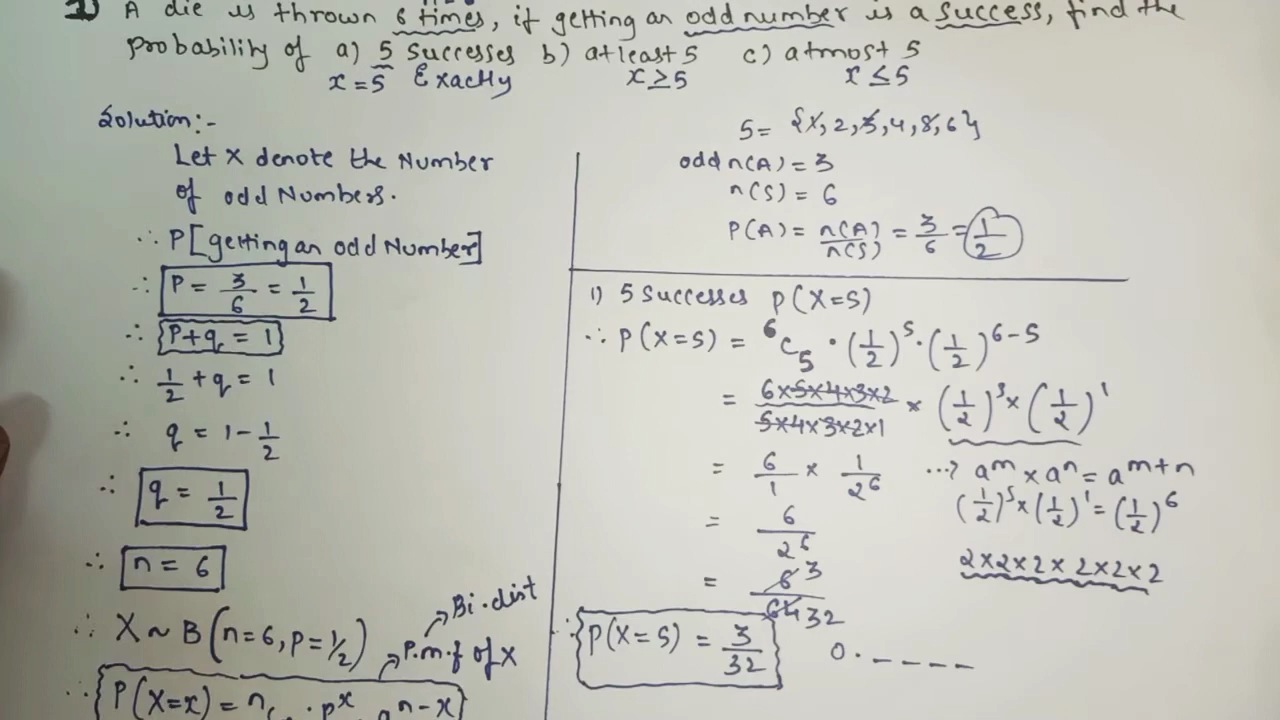 1) A die is thrown 6 times, if getting an odd number is a success, find the
probability of a) 5 successes b) atleast 5 c) atmost 5
x = 5 Exactly x ≥ 5 x ≤ 5
Solution:-
Let X denote the Number
of odd Numbers.
∴ P[getting an odd Number]
∴ P = 3/6 = 1/2
∴ P+q = 1
∴ 1/2 + q = 1
∴ q = 1 - 1/2
∴ q = 1/2
∴ n = 6
∴ X ~ B(n=6, p=1/2)
Bi.dist
P.m.f of X
∴ P(X=x) = nC . p^x . q^n-x
S = {1, 2, 3, 4, 5, 6}
odd n(A) = 3
n(S) = 6
P(A) = n(A)/n(S) = 3/6 = 1/2
1) 5 Successes P(X=5)
∴ P(X=5) = ⁶C₅ . (1/2)^5 . (1/2)^6-5
= 6×5×4×3×2/5×4×3×2×1 × (1/2)^5 × (1/2)^1
= 6/1 × 1/2^6 ...? a^m × a^n = a^m+n
(1/2)^5 × (1/2)^1 = (1/2)^6
= 6/2^6
2×2×2×2×2×2
= 6 3/64 32
∴ P(X=5) = 3/32 0.----